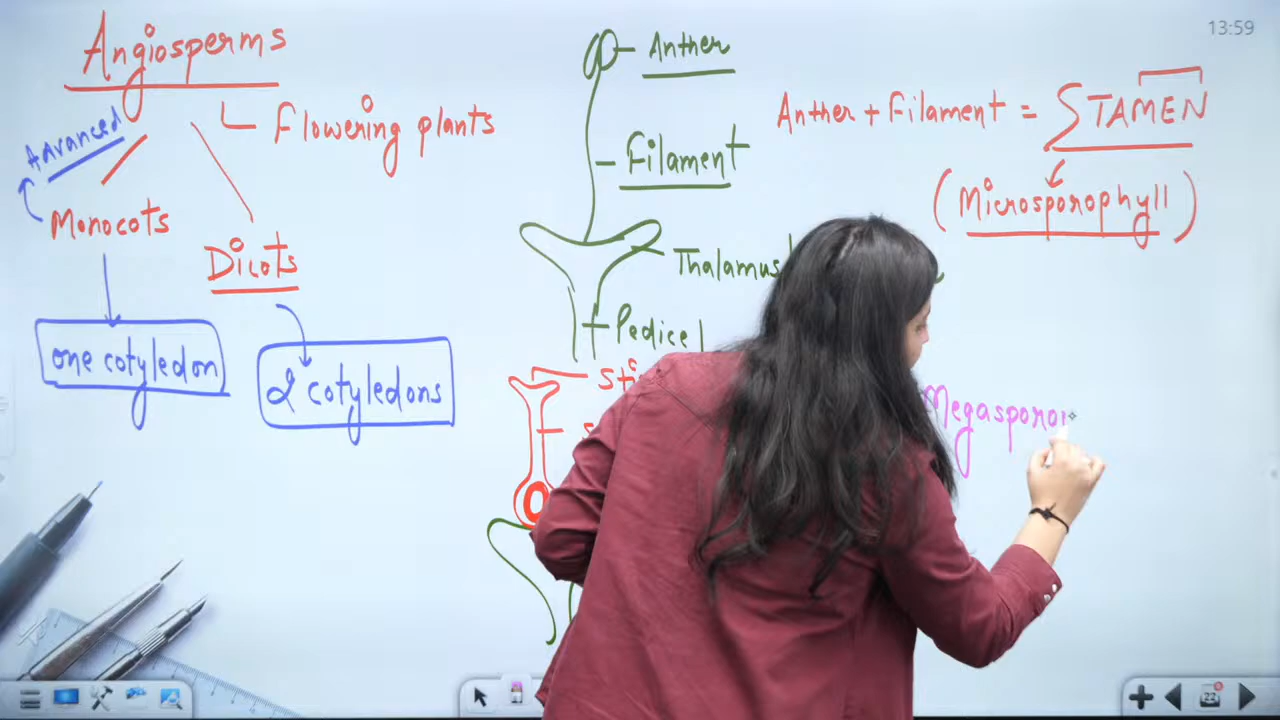 13:59
Angiosperms
Flowering plants
Advanced
Monocots
Dicots
one cotyledon
2 cotyledons
Anther
Filament
Thalamus
Pedicel
Anther + Filament = STAMEN
(Microsporophyll)
22